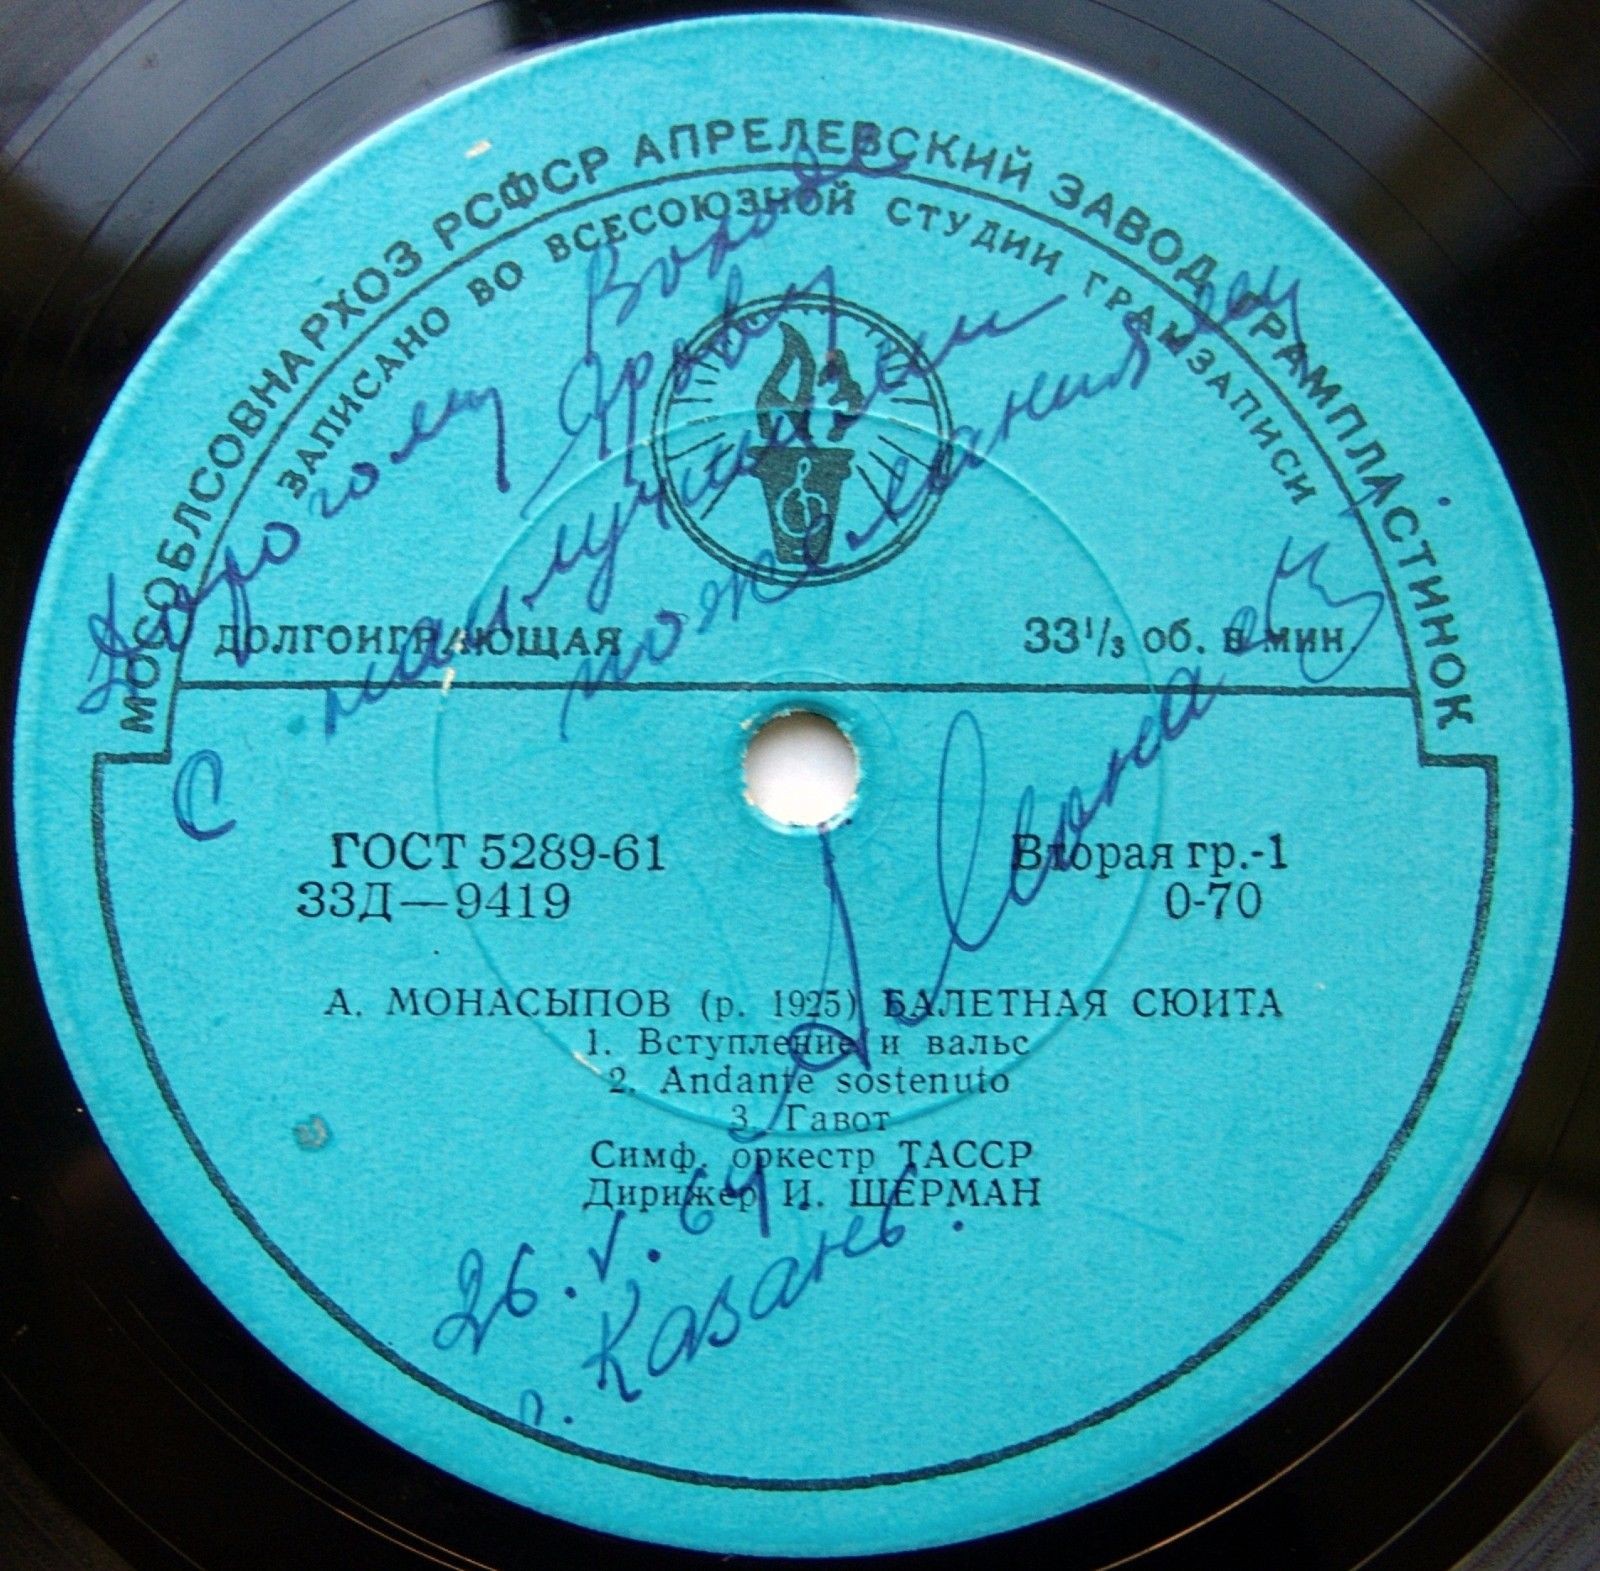 МОСОБЛСОВНАРХОЗ РСФСР АПРЕЛЕВСКИЙ ЗАВОД ГРАМПЛАСТИНОК
ЗАПИСАНО ВО ВСЕСОЮЗНОЙ СТУДИИ ГРАМЗАПИСИ
Дорогому
С наилучшими
пожеланиями
ДОЛГОИГРАЮЩАЯ 33⅓ об. в мин.
ГОСТ 5289-61 Вторая гр.-1
33Д—9419 0-70
А. МОНАСЫПОВ (р. 1925) БАЛЕТНАЯ СЮИТА
1. Вступление и вальс
2. Andante sostenuto
3. Гавот
Симф. оркестр ТАССР
Дирижер И. ШЕРМАН
26.V.64
г. Казань.